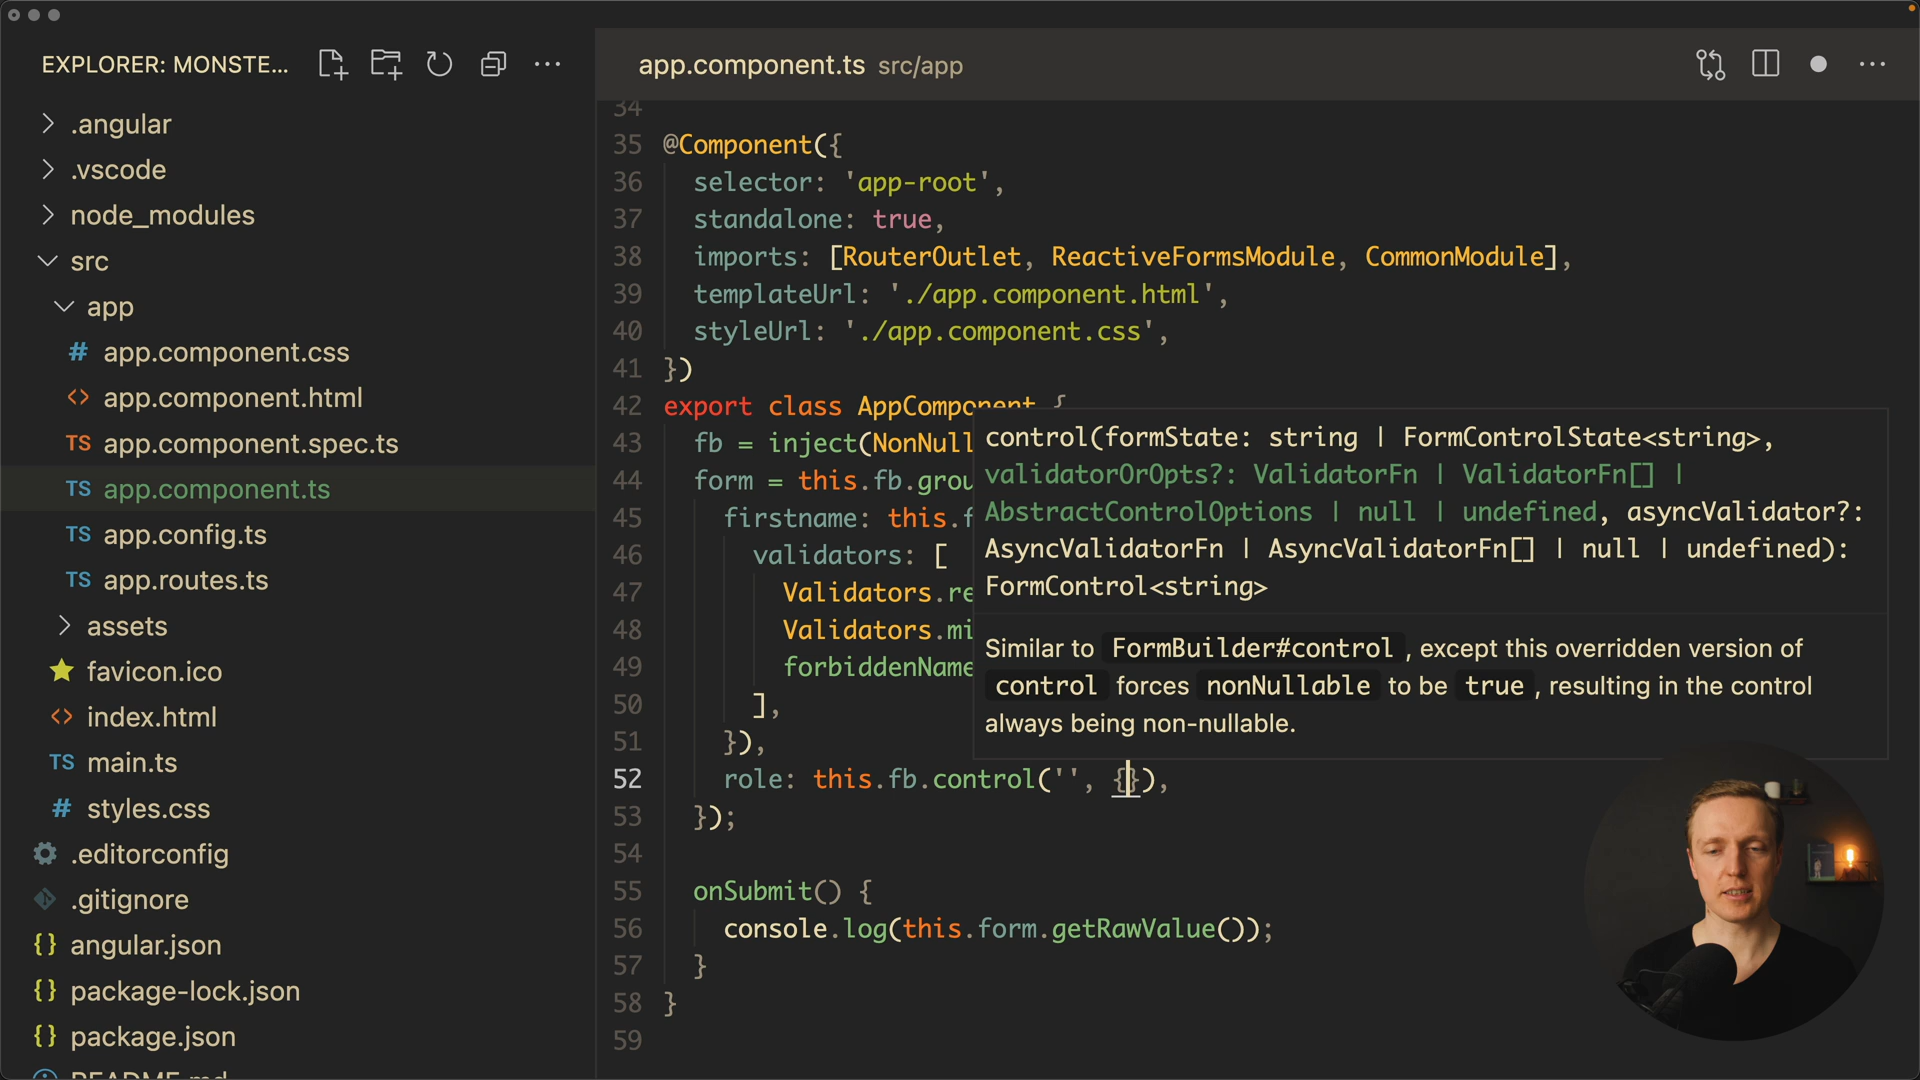 EXPLORER: MONSTE...
.angular
.vscode
node_modules
src
app
app.component.css
app.component.html
app.component.spec.ts
app.component.ts
app.config.ts
app.routes.ts
assets
favicon.ico
index.html
main.ts
styles.css
.editorconfig
.gitignore
angular.json
package-lock.json
package.json
README.md
app.component.ts src/app
34
35 @Component({
36 selector: 'app-root',
37 standalone: true,
38 imports: [RouterOutlet, ReactiveFormsModule, CommonModule],
39 templateUrl: './app.component.html',
40 styleUrl: './app.component.css',
41 })
42 export class AppComponent {
43 fb = inject(NonNull
44 form = this.fb.grou
45 firstname: this.f
46 validators: [
47 Validators.re
48 Validators.mi
49 forbiddenName
50 ],
51 }),
52 role: this.fb.control('', {}),
53 });
54
55 onSubmit() {
56 console.log(this.form.getRawValue());
57 }
58 }
59
control(formState: string | FormControlState<string>,
validatorOrOpts?: ValidatorFn | ValidatorFn[] |
AbstractControlOptions | null | undefined, asyncValidator?:
AsyncValidatorFn | AsyncValidatorFn[] | null | undefined):
FormControl<string>
Similar to FormBuilder#control, except this overridden version of
control forces nonNullable to be true, resulting in the control
always being non-nullable.